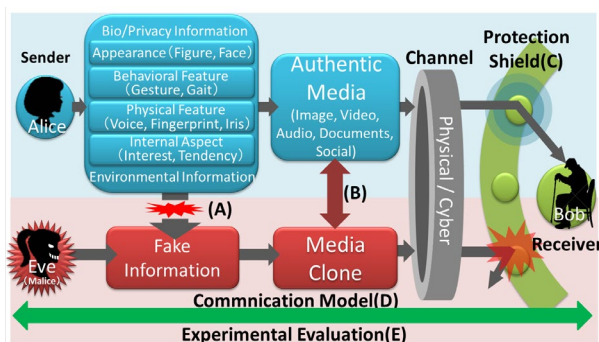 Sender
Alice
Bio/Privacy Information
Appearance(Figure, Face)
Behavioral Feature
(Gesture, Gait)
Physical Feature
(Voice, Fingerprint, Iris)
Internal Aspect
(Interest, Tendency)
Environmental Information
Authentic
Media
(Image, Video,
Audio, Documents,
Social)
Channel
Physical / Cyber
Protection
Shield(C)
Bob
Receiver
(A)
(B)
Eve
(Malice)
Fake
Information
Media
Clone
Commnication Model(D)
Experimental Evaluation(E)